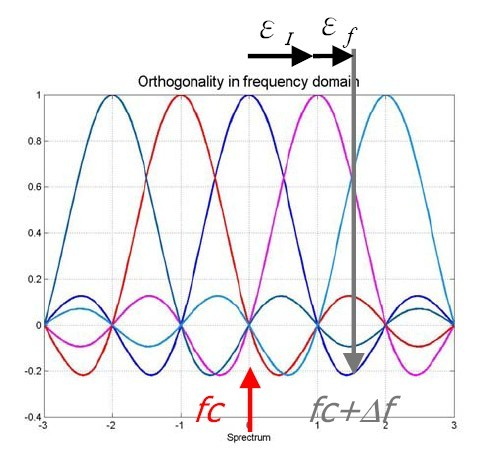 ε I ε f
Orthogonality in frequency domain
1
0.8
0.6
0.4
0.2
0
-0.2
-0.4
-3 -2 -1 0 1 2 3
fc fc+Δf
Sprectrum